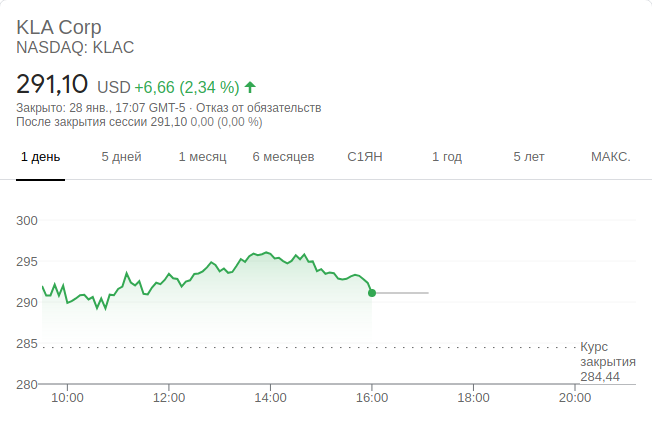 KLA Corp
NASDAQ: KLAC
291,10 USD +6,66 (2,34 %)
Закрыто: 28 янв., 17:07 GMT-5 · Отказ от обязательств
После закрытия сессии 291,10 0,00 (0,00 %)
1 день 5 дней 1 месяц 6 месяцев С1ЯН 1 год 5 лет МАКС.
300
295
290
285
Курс
закрытия
284,44
280
10:00 12:00 14:00 16:00 18:00 20:00